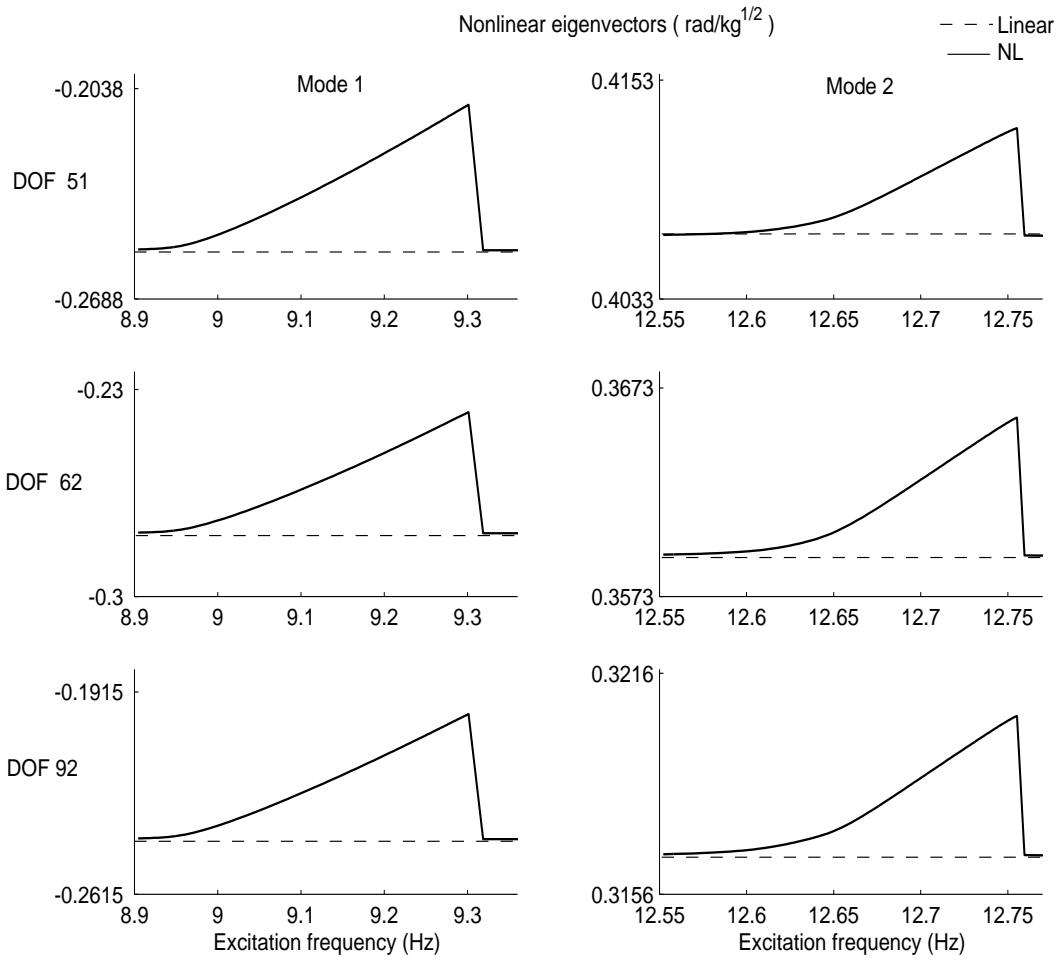 Nonlinear eigenvectors ( rad/kg^1/2 )
Linear
NL
Mode 1
-0.2038
DOF 51
-0.2688
8.9 9 9.1 9.2 9.3
Mode 2
0.4153
0.4033
12.55 12.6 12.65 12.7 12.75
-0.23
DOF 62
-0.3
8.9 9 9.1 9.2 9.3
0.3673
0.3573
12.55 12.6 12.65 12.7 12.75
-0.1915
DOF 92
-0.2615
8.9 9 9.1 9.2 9.3
Excitation frequency (Hz)
0.3216
0.3156
12.55 12.6 12.65 12.7 12.75
Excitation frequency (Hz)